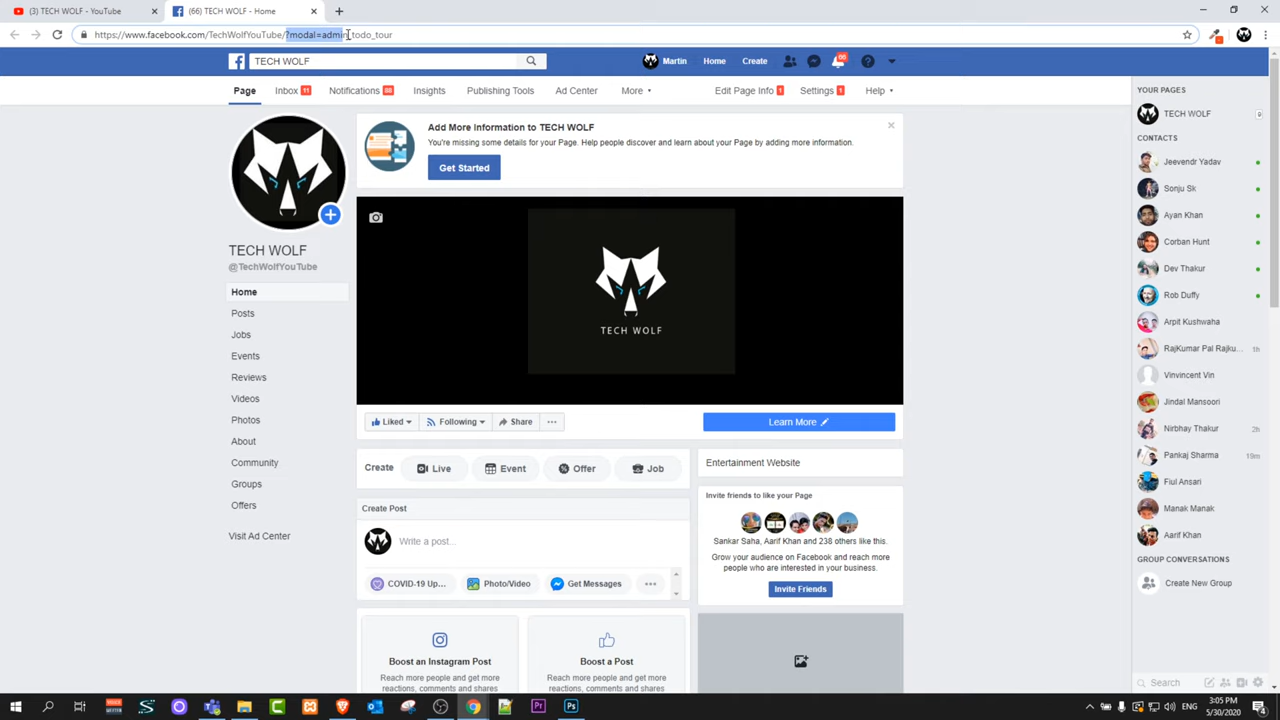 (3) TECH WOLF - YouTube
(66) TECH WOLF - Home
https://www.facebook.com/TechWolfYouTube/?modal=admin_todo_tour
TECH WOLF
Martin
Home
Create
66
Page
Inbox 11
Notifications 88
Insights
Publishing Tools
Ad Center
More
Edit Page Info 1
Settings 1
Help
TECH WOLF
@TechWolfYouTube
Home
Posts
Jobs
Events
Reviews
Videos
Photos
About
Community
Groups
Offers
Visit Ad Center
Add More Information to TECH WOLF
You're missing some details for your Page. Help people discover and learn about your Page by adding more information.
Get Started
TECH WOLF
Liked
Following
Share
Learn More
Create
Live
Event
Offer
Job
Create Post
Write a post...
COVID-19 Up...
Photo/Video
Get Messages
Boost an Instagram Post
Reach more people and get more
reactions, comments and shares
Boost a Post
Reach more people and get more
reactions, comments and shares
Entertainment Website
Invite friends to like your Page
Sankar Saha, Aarif Khan and 238 others like this.
Grow your audience on Facebook and reach more
people who are interested in your business.
Invite Friends
YOUR PAGES
TECH WOLF
CONTACTS
Jeevendr Yadav
Sonju Sk
Ayan Khan
Corban Hunt
Dev Thakur
Rob Duffy
Arpit Kushwaha
RajKumar Pal Rajku... 1h
Vinvincent Vin
Jindal Mansoori
Nirbhay Thakur 2h
Pankaj Sharma 19m
Fiul Ansari
Manak Manak
Aarif Khan
GROUP CONVERSATIONS
Create New Group
Search
3:05 PM
5/30/2020